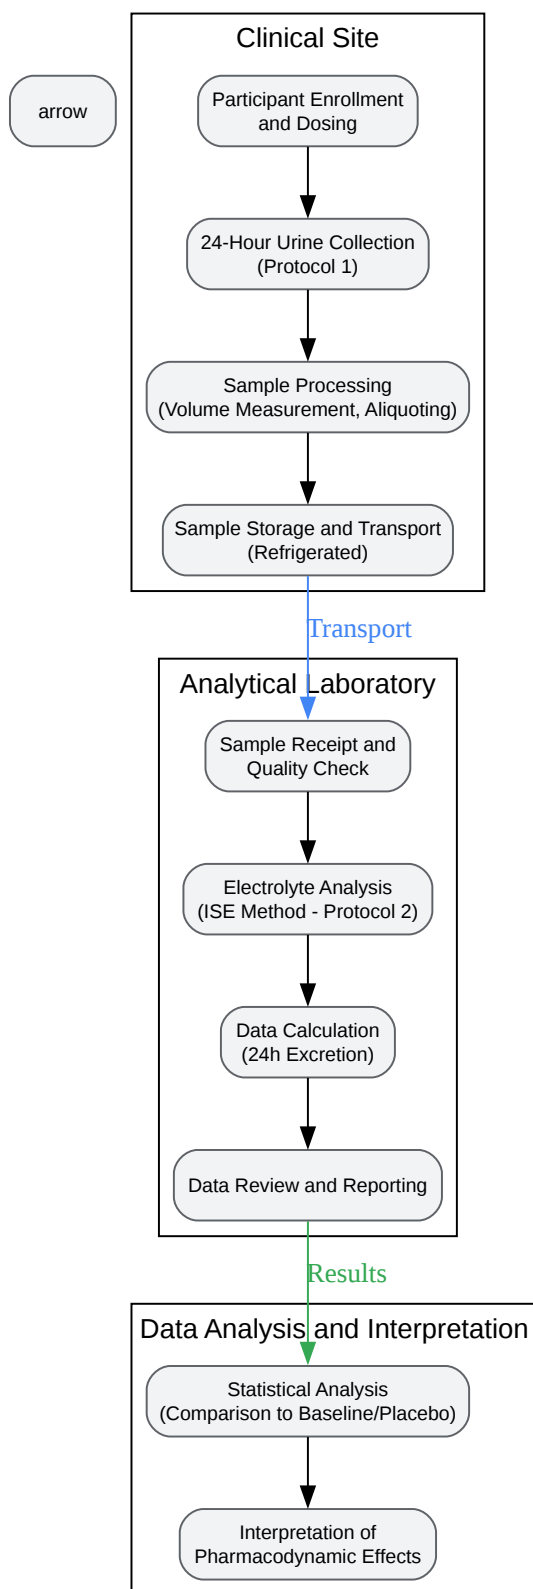 Clinical Site
arrow
Participant Enrollment
and Dosing
24-Hour Urine Collection
(Protocol 1)
Sample Processing
(Volume Measurement, Aliquoting)
Sample Storage and Transport
(Refrigerated)
Transport
Analytical Laboratory
Sample Receipt and
Quality Check
Electrolyte Analysis
(ISE Method - Protocol 2)
Data Calculation
(24h Excretion)
Data Review and Reporting
Results
Data Analysis and Interpretation
Statistical Analysis
(Comparison to Baseline/Placebo)
Interpretation of
Pharmacodynamic Effects